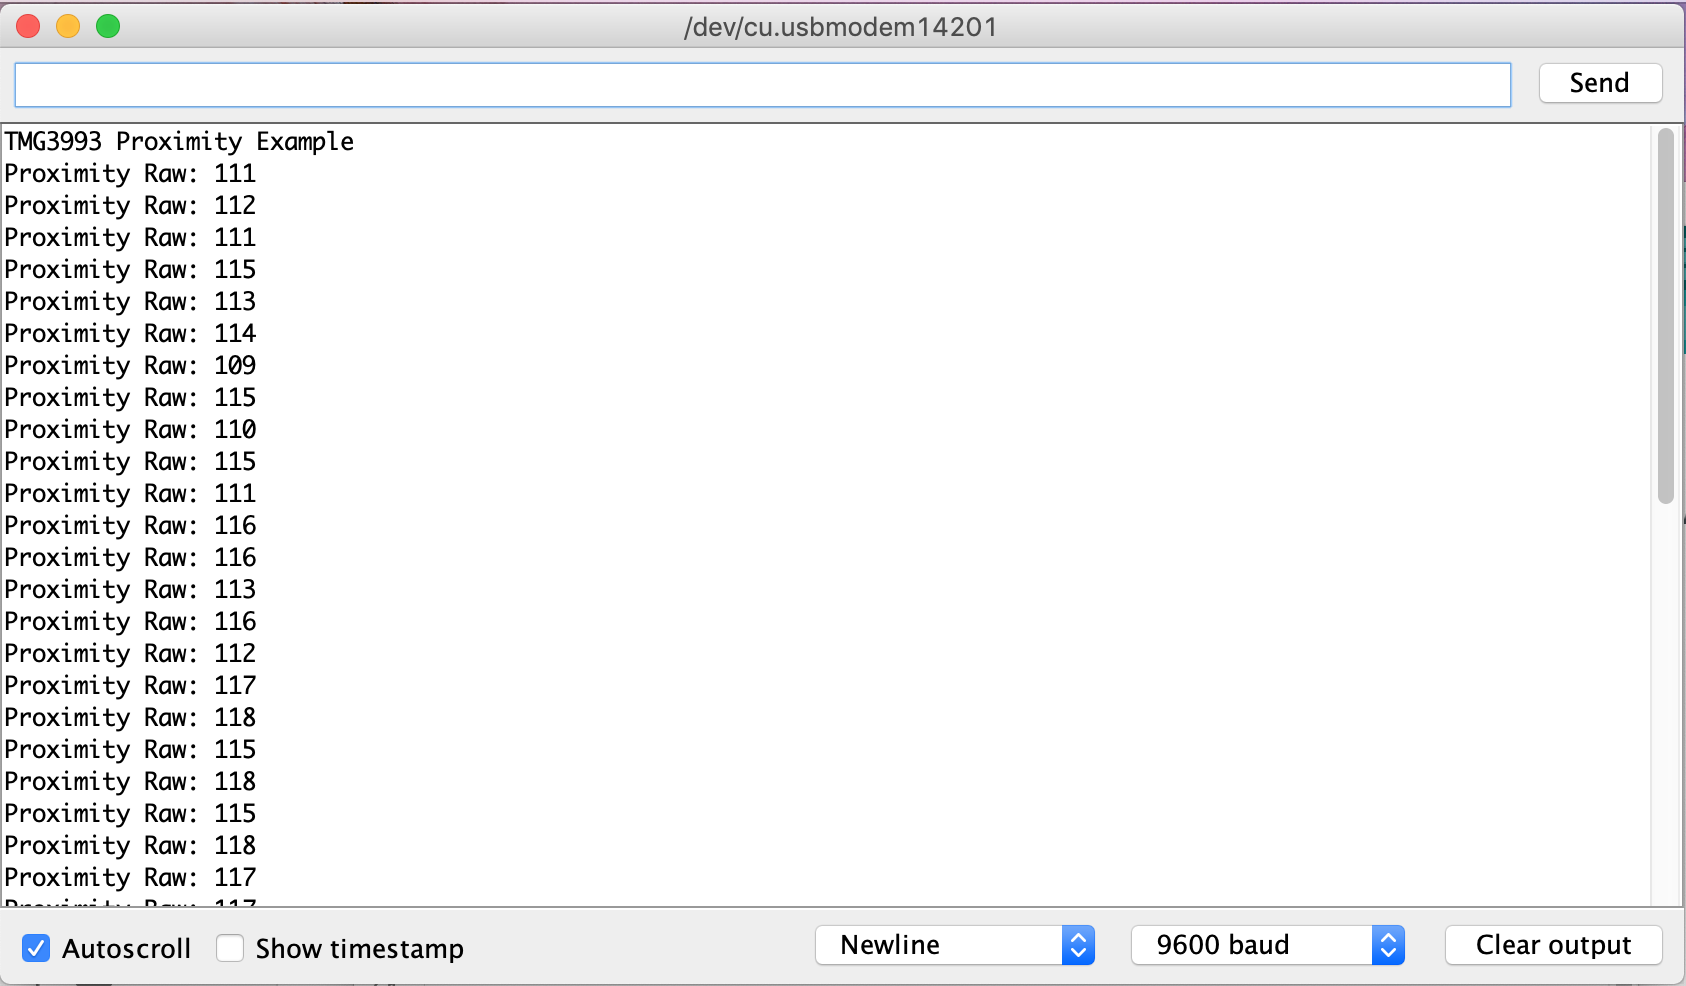 /dev/cu.usbmodem14201
Send
TMG3993 Proximity Example
Proximity Raw: 111
Proximity Raw: 112
Proximity Raw: 111
Proximity Raw: 115
Proximity Raw: 113
Proximity Raw: 114
Proximity Raw: 109
Proximity Raw: 115
Proximity Raw: 110
Proximity Raw: 115
Proximity Raw: 111
Proximity Raw: 116
Proximity Raw: 116
Proximity Raw: 113
Proximity Raw: 116
Proximity Raw: 112
Proximity Raw: 117
Proximity Raw: 118
Proximity Raw: 115
Proximity Raw: 118
Proximity Raw: 115
Proximity Raw: 118
Proximity Raw: 117
Proximity Raw: 117
Autoscroll Show timestamp Newline 9600 baud Clear output